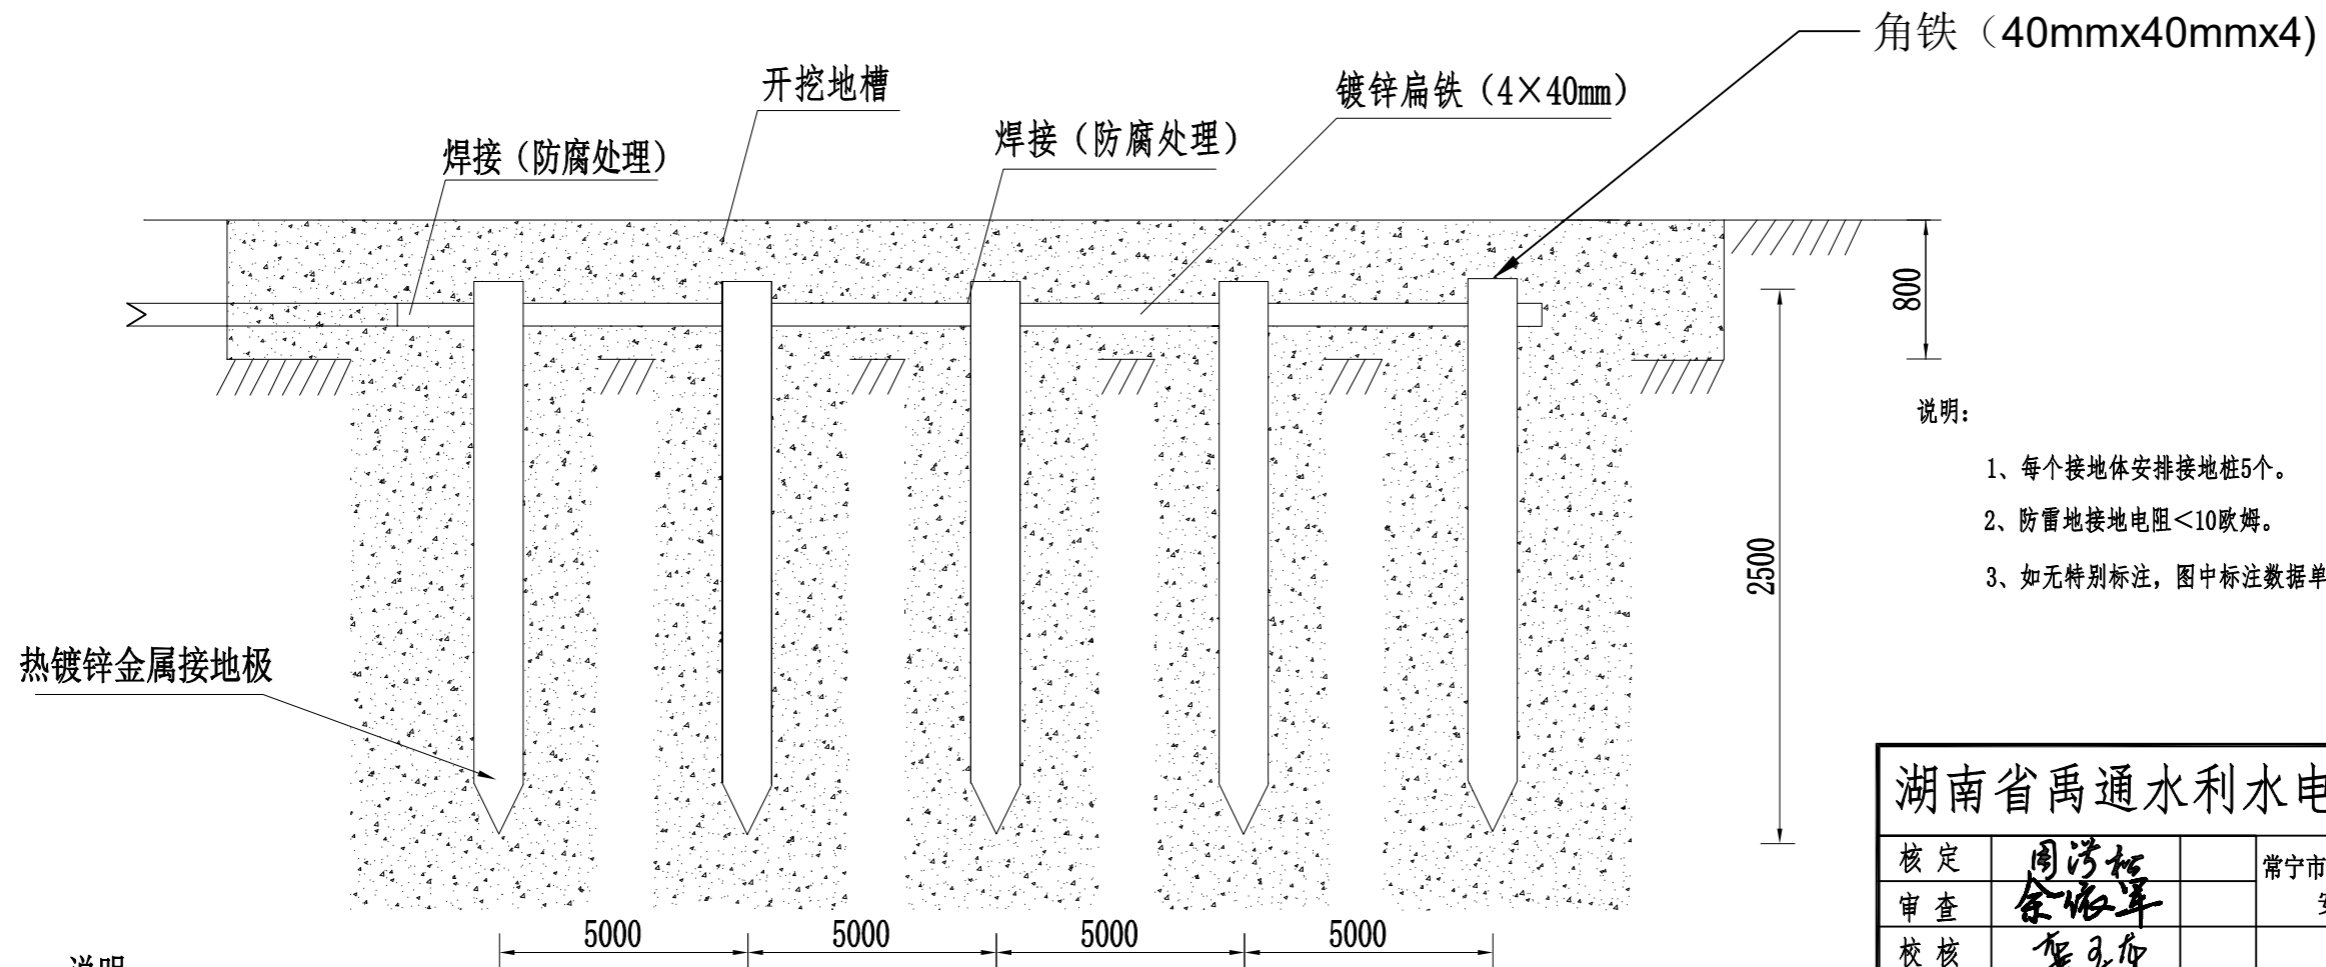 角铁（40mmx40mmx4)
开挖地槽
镀锌扁铁（4×40mm）
焊接（防腐处理）
焊接（防腐处理）
800
说明：
1、每个接地体安排接地桩5个。
2、防雷地接地电阻＜10欧姆。
3、如无特别标注，图中标注数据单
2500
热镀锌金属接地极
湖南省禹通水利水电
核定
常宁市
审查
校核
5000
5000
5000
5000
说明